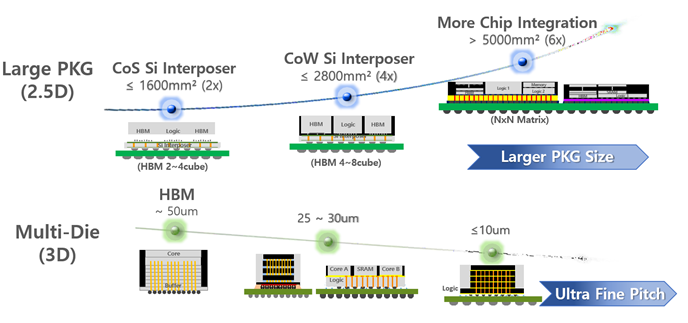 More Chip Integration
> 5000mm² (6x)
CoW Si Interposer
≤ 2800mm² (4x)
CoS Si Interposer
≤ 1600mm² (2x)
Large PKG
(2.5D)
HBM Logic HBM
Si Interposer
(HBM 2~4cube)
HBM Logic HBM
Si Interposer
(HBM 4~8cube)
Logic 1 Memory
Logic 2
(NxN Matrix)
Larger PKG Size
HBM
~ 50um
25 ~ 30um
≤10um
Multi-Die
(3D)
Core
Buffer
Core A SRAM Core B
Logic
Logic
Ultra Fine Pitch